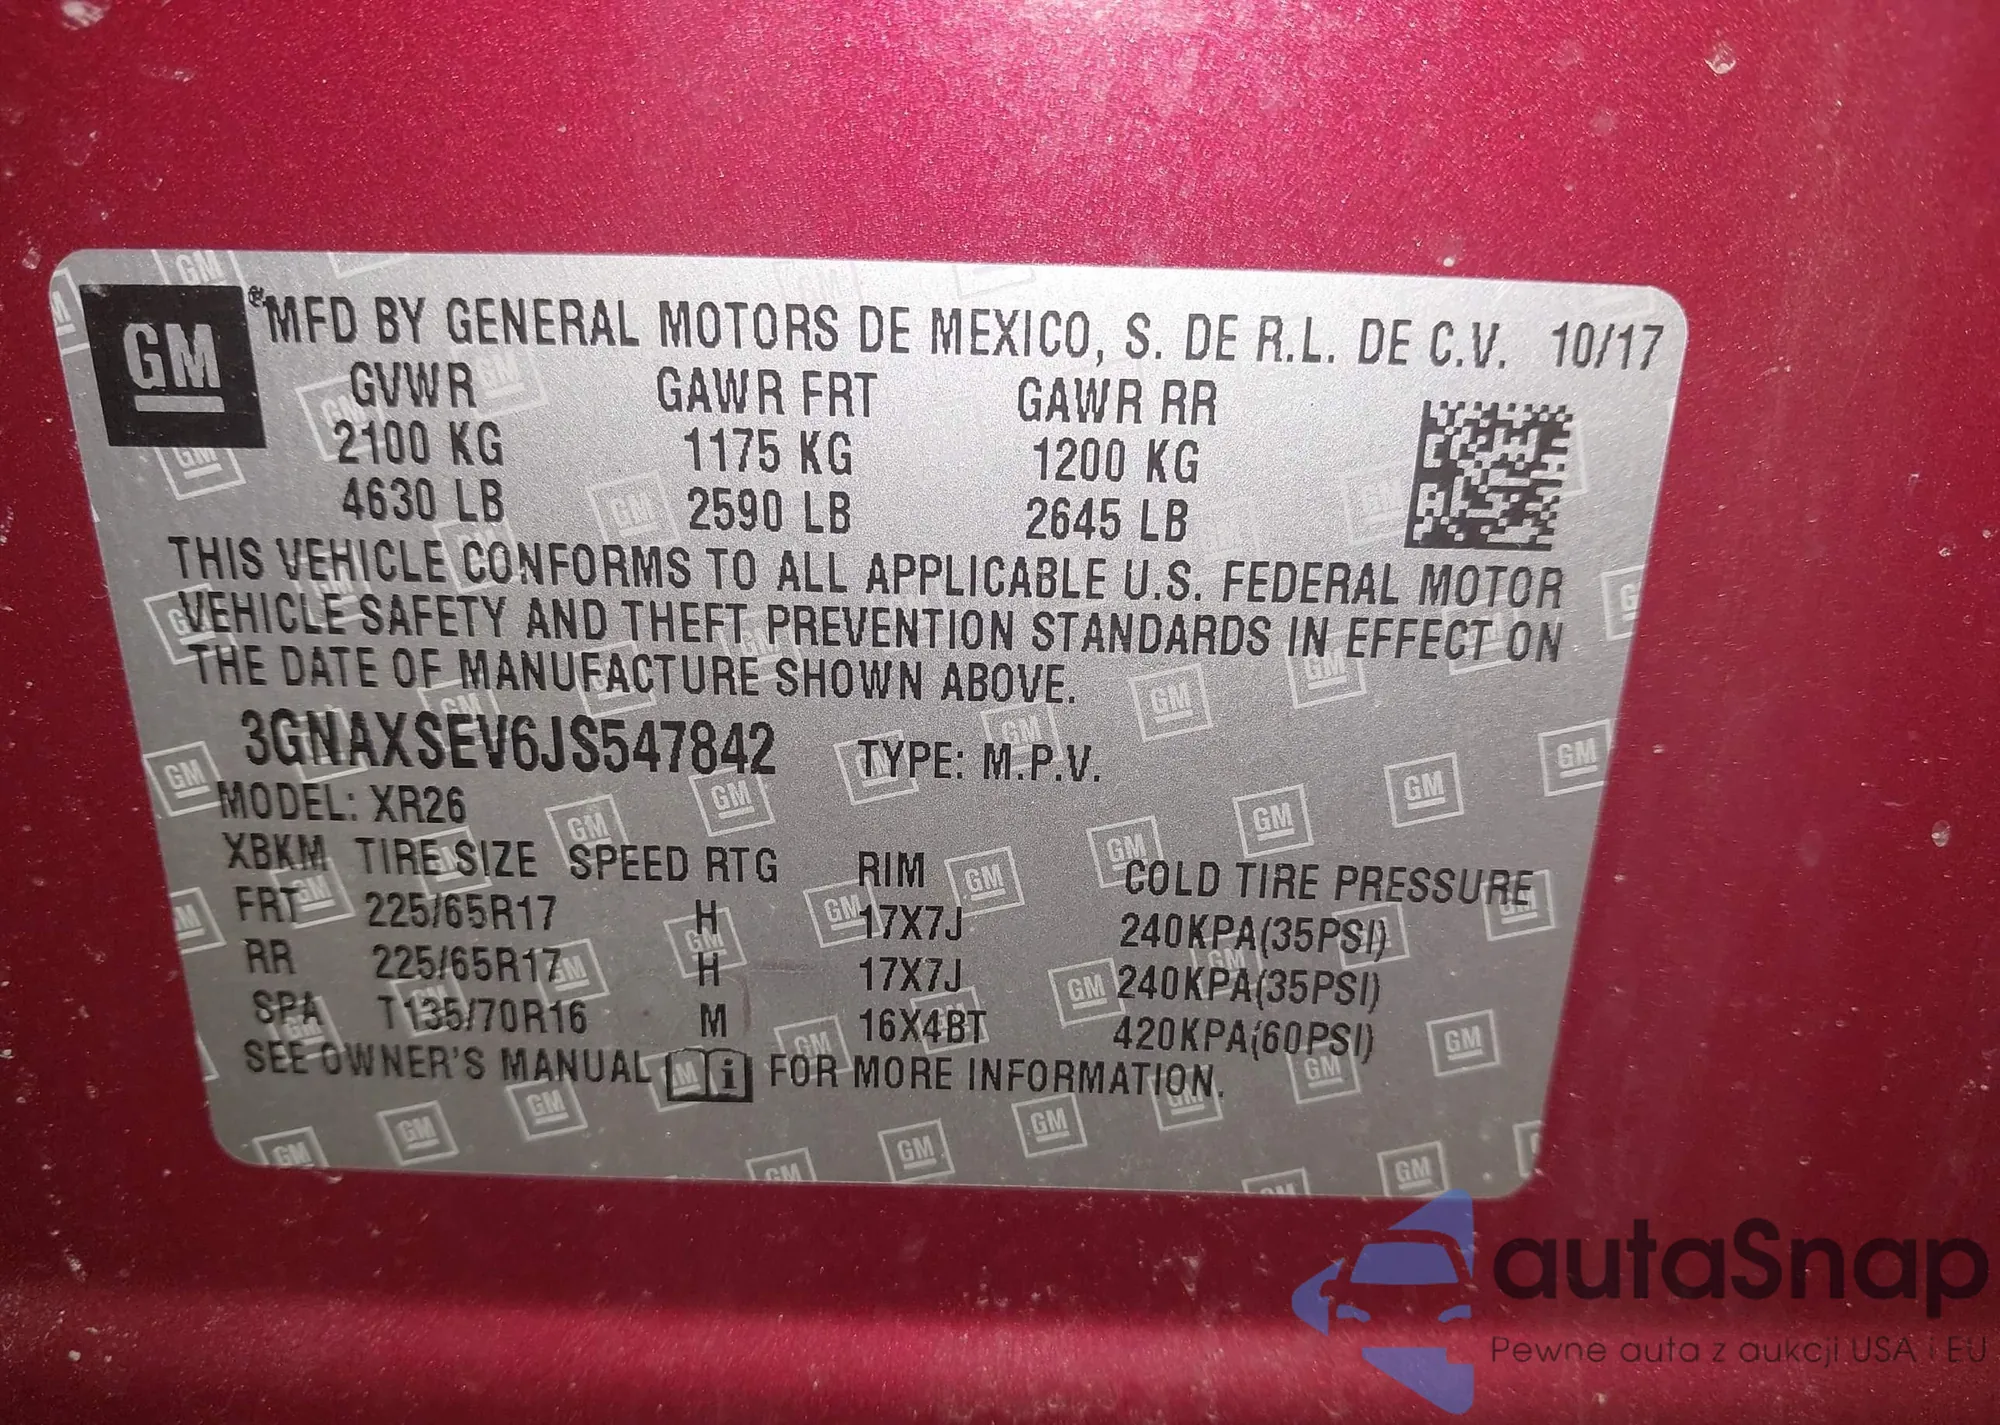 GM
®MFD BY GENERAL MOTORS DE MEXICO, S. DE R.L. DE C.V. 10/17
GVWR GAWR FRT GAWR RR
2100 KG 1175 KG 1200 KG
4630 LB 2590 LB 2645 LB
THIS VEHICLE CONFORMS TO ALL APPLICABLE U.S. FEDERAL MOTOR
VEHICLE SAFETY AND THEFT PREVENTION STANDARDS IN EFFECT ON
THE DATE OF MANUFACTURE SHOWN ABOVE.
3GNAXSEV6JS547842 TYPE: M.P.V.
MODEL: XR26
XBKM TIRE SIZE SPEED RTG RIM COLD TIRE PRESSURE
FRT 225/65R17 H 17X7J 240KPA(35PSI)
RR 225/65R17 H 17X7J 240KPA(35PSI)
SPA T135/70R16 M 16X4BT 420KPA(60PSI)
SEE OWNER'S MANUAL i FOR MORE INFORMATION.
autaSnap
Pewne auta z aukcji USA i EU